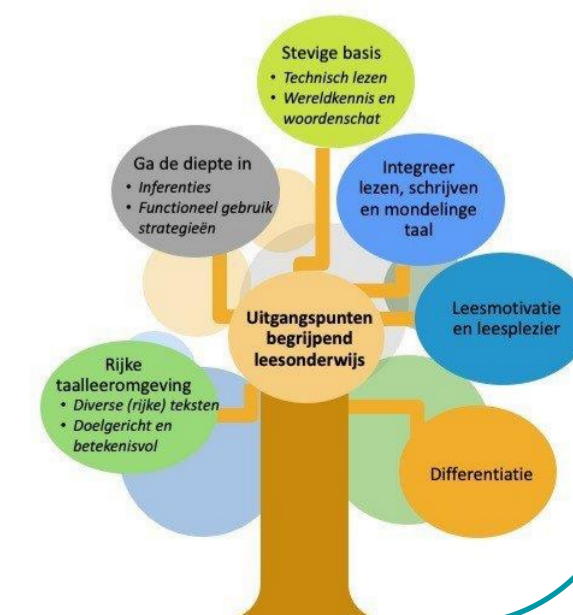 Stevige basis
• Technisch lezen
• Wereldkennis en
woordenschat
Ga de diepte in
• Inferenties
• Functioneel gebruik
strategieën
Integreer
lezen, schrijven
en mondelinge
taal
Uitgangspunten
begrijpend
leesonderwijs
Leesmotivatie
en leesplezier
Rijke
taalleeromgeving
• Diverse (rijke) teksten
• Doelgericht en
betekenisvol
Differentiatie